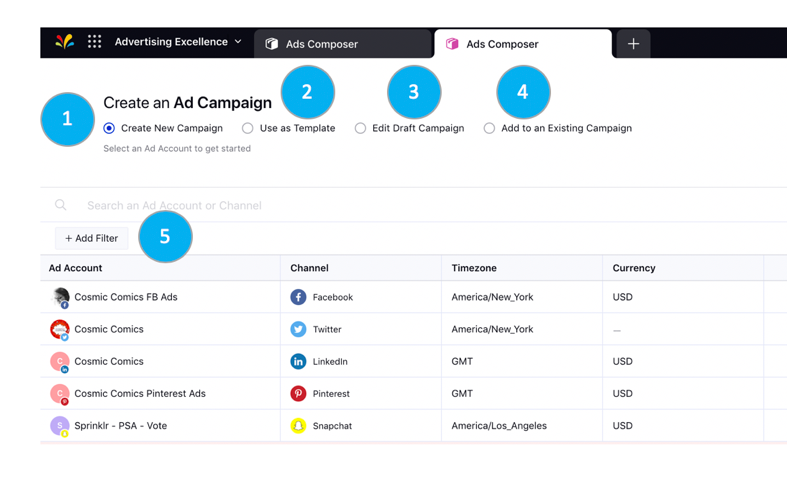 Advertising Excellence
Ads Composer
Ads Composer
2
3
4
1
Create an Ad Campaign
Create New Campaign
Use as Template
Edit Draft Campaign
Add to an Existing Campaign
Select an Ad Account to get started
Search an Ad Account or Channel
+ Add Filter
5
Ad Account Channel Timezone Currency
Cosmic Comics FB Ads Facebook America/New_York USD
Cosmic Comics Twitter America/New_York —
C Cosmic Comics LinkedIn GMT USD
C Cosmic Comics Pinterest Ads Pinterest GMT USD
S Sprinklr - PSA - Vote Snapchat America/Los_Angeles USD